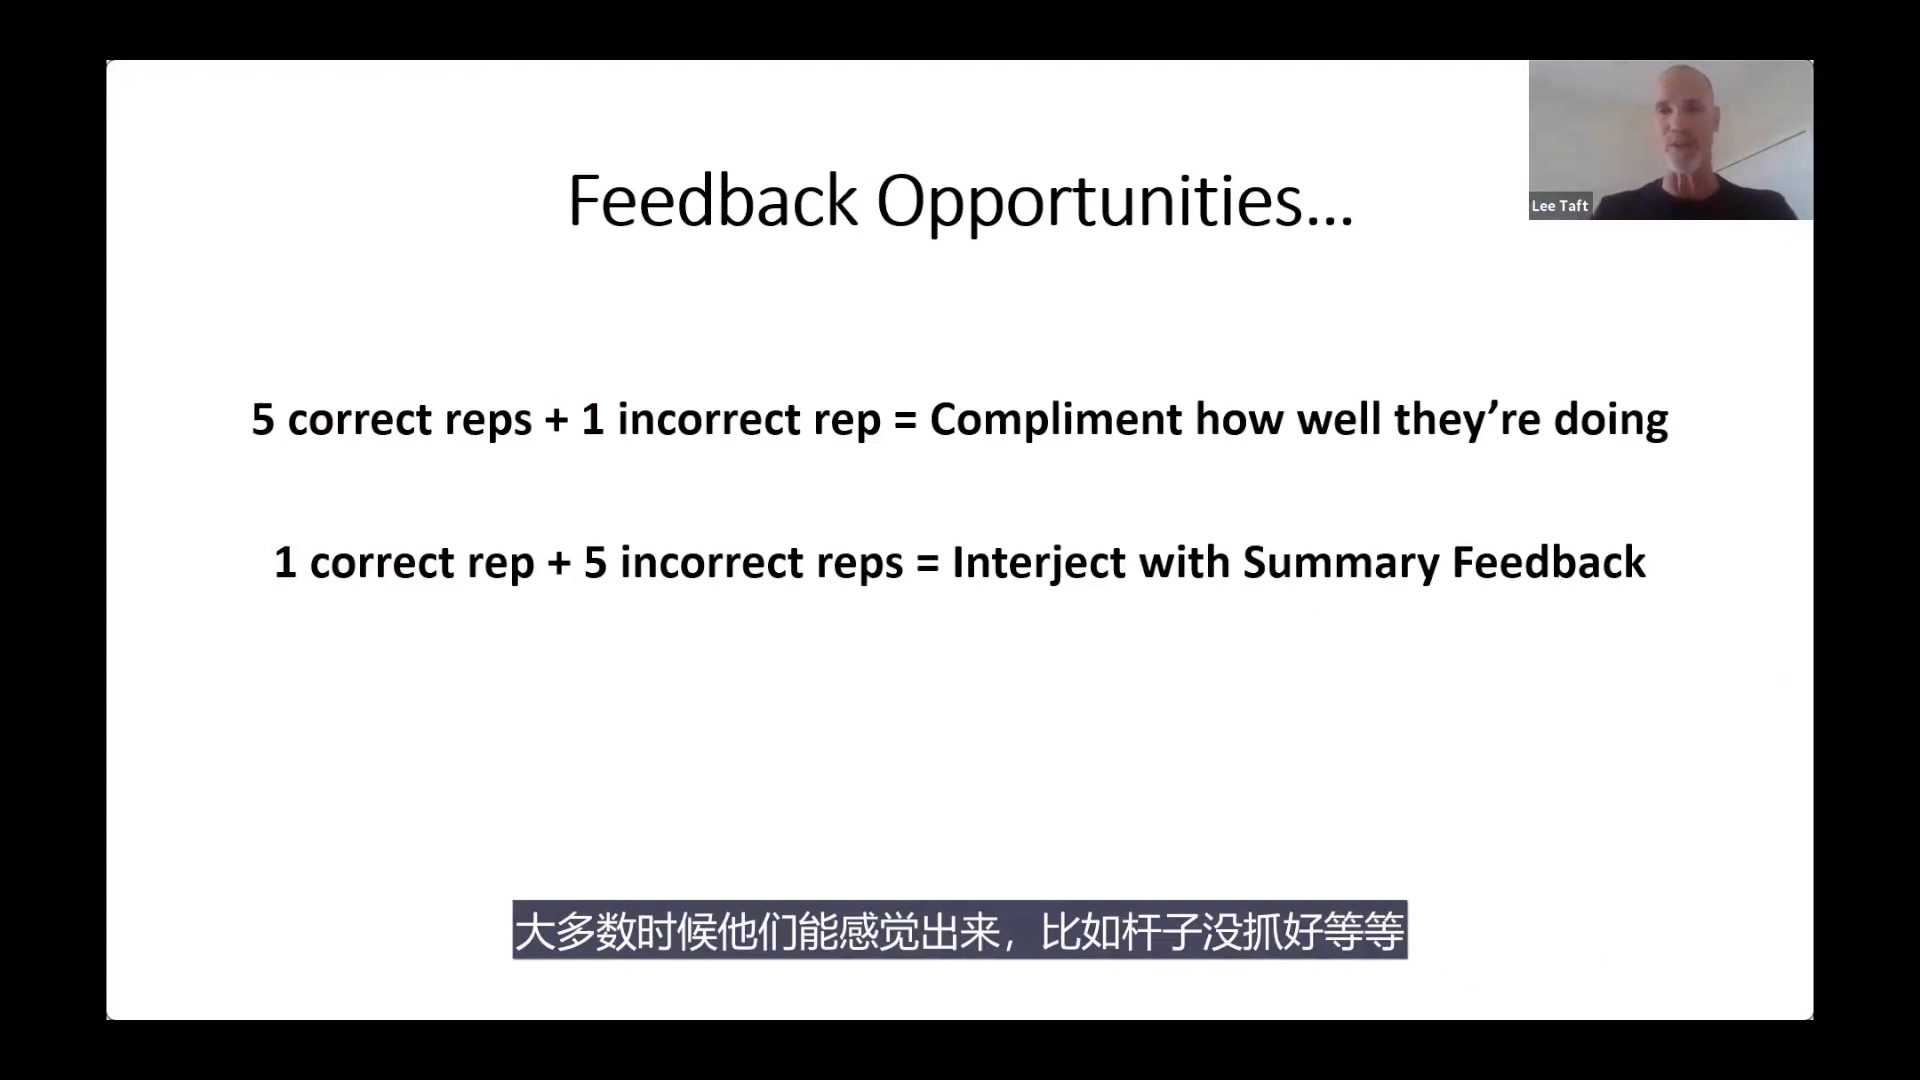 Feedback Opportunities...
Lee Taft
5 correct reps + 1 incorrect rep = Compliment how well they’re doing
1 correct rep + 5 incorrect reps = Interject with Summary Feedback
大多数时候他们能感觉出来，比如杆子没抓好等等